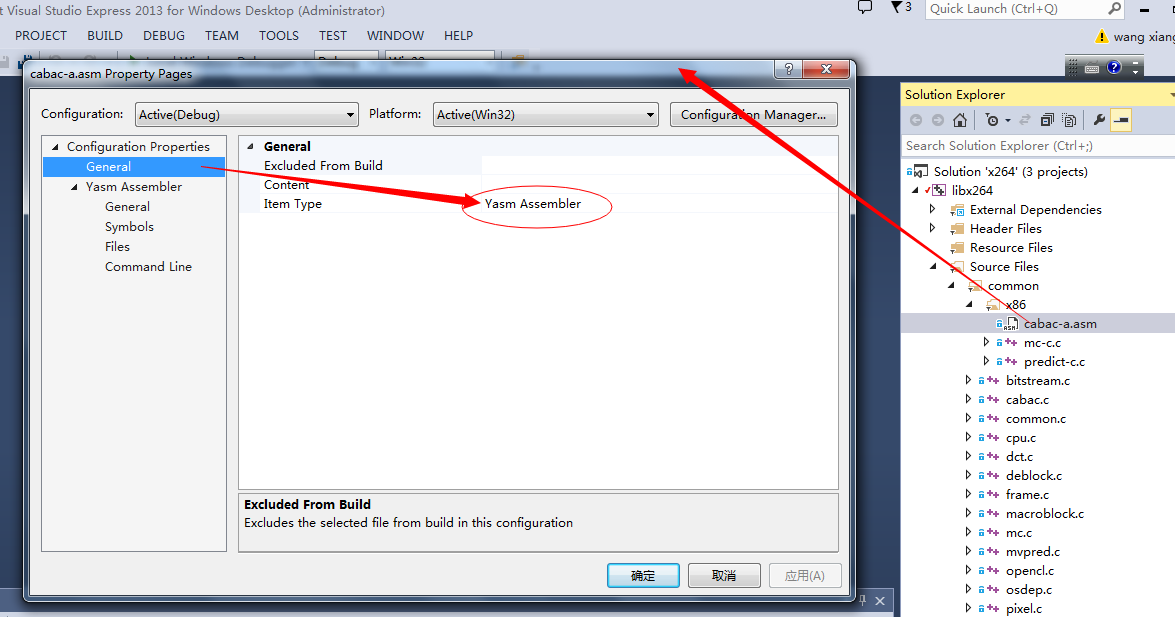 t Visual Studio Express 2013 for Windows Desktop (Administrator)
3
Quick Launch (Ctrl+Q)
PROJECT BUILD DEBUG TEAM TOOLS TEST WINDOW HELP
wang xiang
cabac-a.asm Property Pages
Configuration: Active(Debug) Platform: Active(Win32) Configuration Manager...
Configuration Properties
General
Yasm Assembler
General
Symbols
Files
Command Line
General
Excluded From Build
Content
Item Type Yasm Assembler
Excluded From Build
Excludes the selected file from build in this configuration
确定 取消 应用(A)
Solution Explorer
Search Solution Explorer (Ctrl+;)
Solution 'x264' (3 projects)
libx264
External Dependencies
Header Files
Resource Files
Source Files
common
x86
cabac-a.asm
mc-c.c
predict-c.c
bitstream.c
cabac.c
common.c
cpu.c
dct.c
deblock.c
frame.c
macroblock.c
mc.c
mvpred.c
opencl.c
osdep.c
pixel.c